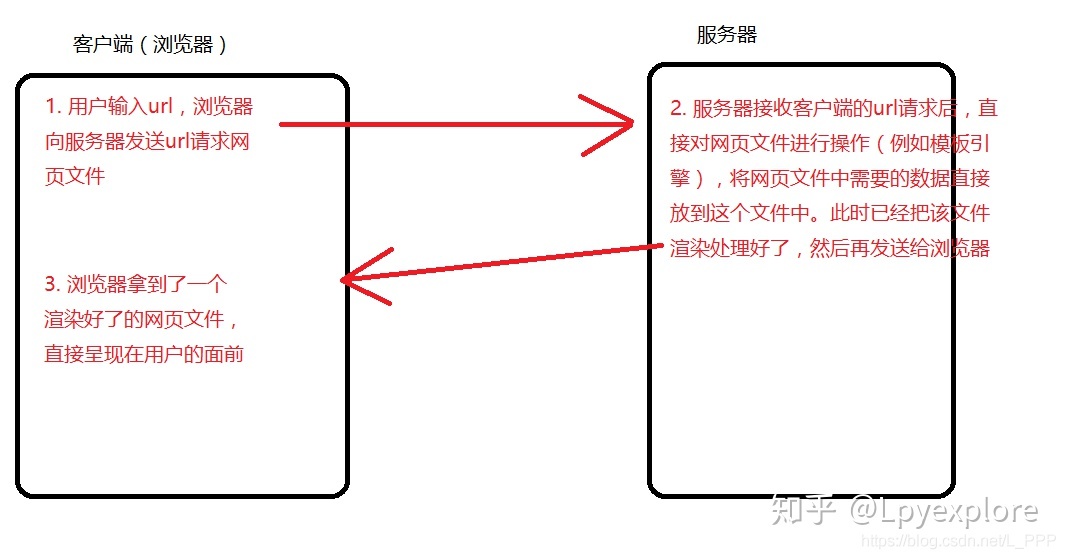 客户端（浏览器）
服务器
1. 用户输入url，浏览器
向服务器发送url请求网
页文件
2. 服务器接收客户端的url请求后，直
接对网页文件进行操作（例如模板引
擎），将网页文件中需要的数据直接
放到这个文件中。此时已经把该文件
渲染处理好了，然后再发送给浏览器
3. 浏览器拿到了一个
渲染好了的网页文件，
直接呈现在用户的面前
知乎 @Lpyexplore
https://blog.csdn.net/L_PPP